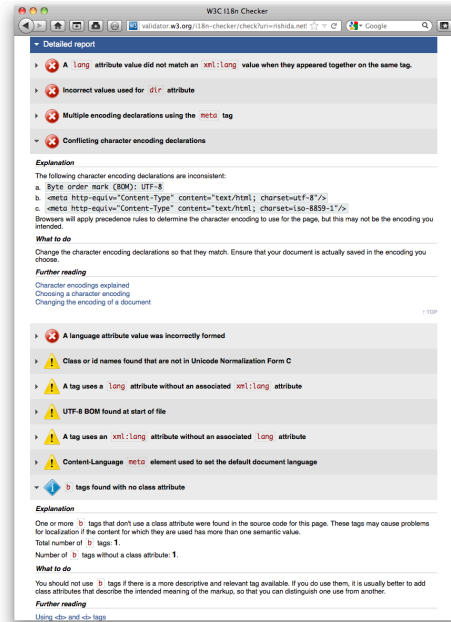 W3C I18n Checker
validator.w3.org/i18n-checker/check?uri=rishida.net
Google
Detailed report
A lang attribute value did not match an xml:lang value when they appeared together on the same tag.
Incorrect values used for dir attribute
Multiple encoding declarations using the meta tag
Conflicting character encoding declarations
Explanation
The following character encoding declarations are inconsistent:
a. Byte order mark (BOM): UTF-8
b. <meta http-equiv="Content-Type" content="text/html; charset=utf-8"/>
c. <meta http-equiv="Content-Type" content="text/html; charset=iso-8859-1"/>
Browsers will apply precedence rules to determine the character encoding to use for the page, but this may not be the encoding you
intended.
What to do
Change the character encoding declarations so that they match. Ensure that your document is actually saved in the encoding you
choose.
Further reading
Character encodings explained
Choosing a character encoding
Changing the encoding of a document
↑ TOP
A language attribute value was incorrectly formed
Class or id names found that are not in Unicode Normalization Form C
A tag uses a lang attribute without an associated xml:lang attribute
UTF-8 BOM found at start of file
A tag uses an xml:lang attribute without an associated lang attribute
Content-Language meta element used to set the default document language
b tags found with no class attribute
Explanation
One or more b tags that don't use a class attribute were found in the source code for this page. These tags may cause problems
for localization if the content for which they are used has more than one semantic value.
Total number of b tags: 1.
Number of b tags without a class attribute: 1.
What to do
You should not use b tags if there is a more descriptive and relevant tag available. If you do use them, it is usually better to add
class attributes that describe the intended meaning of the markup, so that you can distinguish one use from another.
Further reading
Using <b> and <i> tags